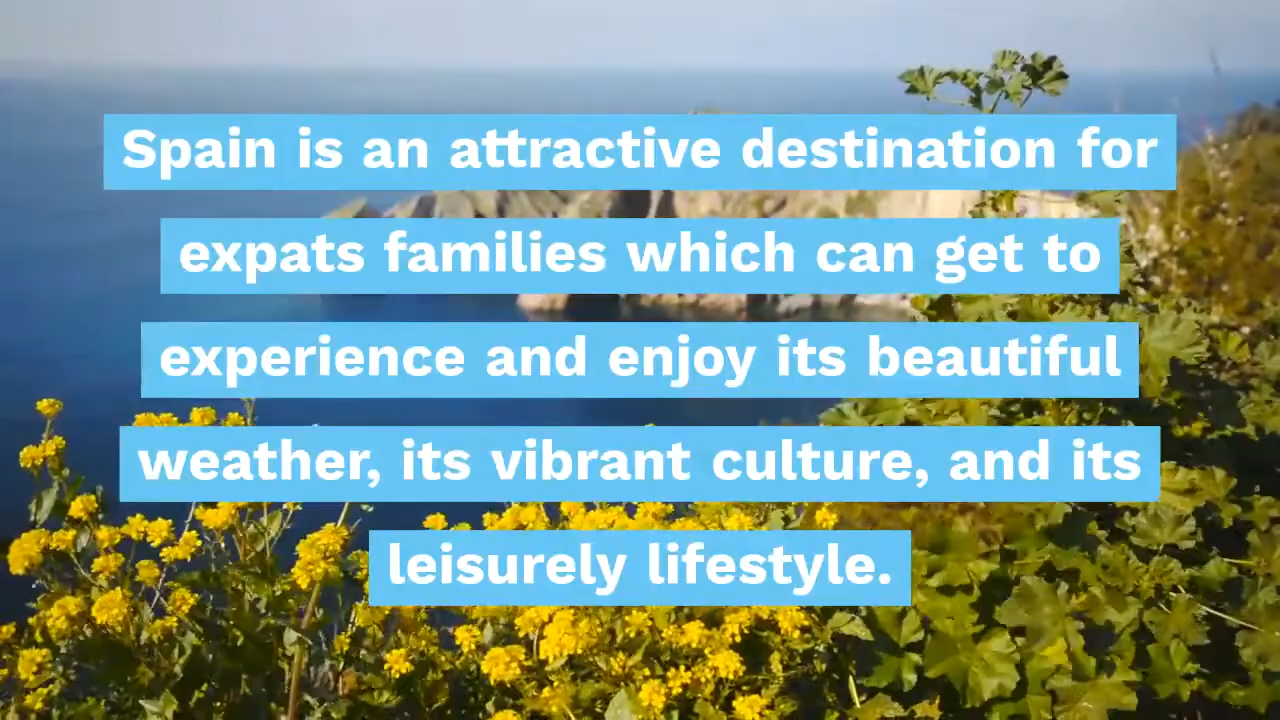 Spain is an attractive destination for
expats families which can get to
experience and enjoy its beautiful
weather, its vibrant culture, and its
leisurely lifestyle.